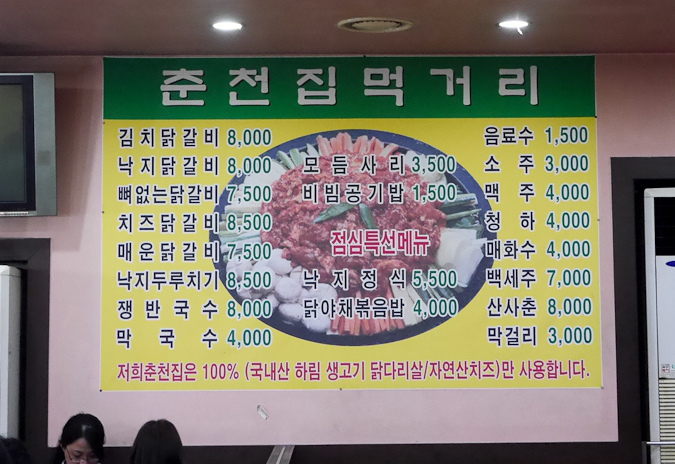 춘천집먹거리
김치닭갈비 8,000
낙지닭갈비 8,000
뼈없는닭갈비 7,500
치즈닭갈비 8,500
매운닭갈비 7,500
낙지두루치기 8,500
쟁반국수 8,000
막국수 4,000
모듬사리 3,500
비빔공기밥 1,500
점심특선메뉴
낙지정식 5,500
닭야채볶음밥 4,000
음료수 1,500
소주 3,000
맥주 4,000
청하 4,000
매화수 4,000
백세주 7,000
산사춘 8,000
막걸리 3,000
저희춘천집은 100% (국내산 하림 생고기 닭다리살/자연산치즈)만 사용합니다.